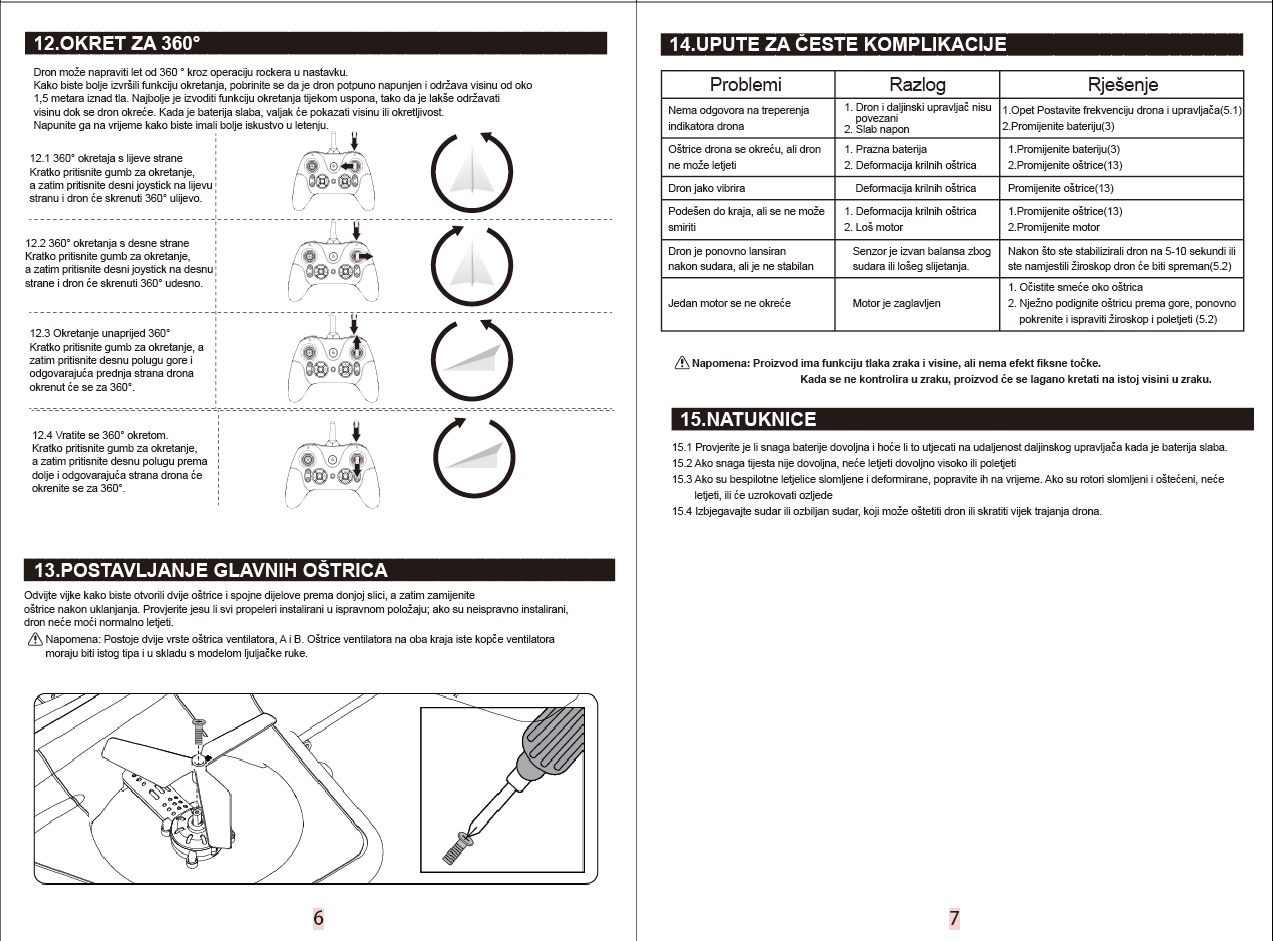 12.OKRET ZA 360°
Dron može napraviti let od 360 ° kroz operaciju rockera u nastavku.
Kako biste bolje izvršili funkciju okretanja, pobrinite se da je dron potpuno napunjen i održava visinu od oko
1,5 metara iznad tla. Najbolje je izvoditi funkciju okretanja tijekom uspona, tako da je lakše održavati
visinu dok se dron okreće. Kada je baterija slaba, valjak će pokazati visinu ili okretljivost.
Napunite ga na vrijeme kako biste imali bolje iskustvo u letenju.
12.1 360° okretaja s lijeve strane
Kratko pritisnite gumb za okretanje,
a zatim pritisnite desni joystick na lijevu
stranu i dron će skrenuti 360° ulijevo.
12.2 360° okretanja s desne strane
Kratko pritisnite gumb za okretanje,
a zatim pritisnite desni joystick na desnu
strane i dron će skrenuti 360° udesno.
12.3 Okretanje unaprijed 360°
Kratko pritisnite gumb za okretanje, a
zatim pritisnite desnu polugu gore i
odgovarajuća prednja strana drona
okrenut će se za 360°.
12.4 Vratite se 360° okretom.
Kratko pritisnite gumb za okretanje,
a zatim pritisnite desnu polugu prema
dolje i odgovarajuća strana drona će
okrenite se za 360°.
13.POSTAVLJANJE GLAVNIH OŠTRICA
Odvijte vijke kako biste otvorili dvije oštrice i spojne dijelove prema donjoj slici, a zatim zamijenite
oštrice nakon uklanjanja. Provjerite jesu li svi propeleri instalirani u ispravnom položaju; ako su neispravno instalirani,
dron neće moći normalno letjeti.
Napomena: Postoje dvije vrste oštrica ventilatora, A i B. Oštrice ventilatora na oba kraja iste kopče ventilatora
moraju biti istog tipa i u skladu s modelom ljuljačke ruke.
6
14.UPUTE ZA ČESTE KOMPLIKACIJE
Problemi Razlog Rješenje
Nema odgovora na treperenja
indikatora drona
1. Dron i daljinski upravljač nisu
povezani
2. Slab napon
1.Opet Postavite frekvenciju drona i upravljača(5.1)
2.Promijenite bateriju(3)
Oštrice drona se okreću, ali dron
ne može letjeti
1. Prazna baterija
2. Deformacija krilnih oštrica
1.Promijenite bateriju(3)
2.Promijenite oštrice(13)
Dron jako vibrira
Deformacija krilnih oštrica
Promijenite oštrice(13)
Podešen do kraja, ali se ne može
smiriti
1. Deformacija krilnih oštrica
2. Loš motor
1.Promijenite oštrice(13)
2.Promijenite motor
Dron je ponovno lansiran
nakon sudara, ali je ne stabilan
Senzor je izvan balansa zbog
sudara ili lošeg slijetanja.
Nakon što ste stabilizirali dron na 5-10 sekundi ili
ste namjestili žiroskop dron će biti spreman(5.2)
Jedan motor se ne okreće
Motor je zaglavljen
1. Očistite smeće oko oštrica
2. Nježno podignite oštricu prema gore, ponovno
pokrenite i ispraviti žiroskop i poletjeti (5.2)
Napomena: Proizvod ima funkciju tlaka zraka i visine, ali nema efekt fiksne točke.
Kada se ne kontrolira u zraku, proizvod će se lagano kretati na istoj visini u zraku.
15.NATUKNICE
15.1 Provjerite je li snaga baterije dovoljna i hoće li to utjecati na udaljenost daljinskog upravljača kada je baterija slaba.
15.2 Ako snaga tijesta nije dovoljna, neće letjeti dovoljno visoko ili poletjeti
15.3 Ako su bespilotne letjelice slomljene i deformirane, popravite ih na vrijeme. Ako su rotori slomljeni i oštećeni, neće
letjeti, ili će uzrokovati ozljede
15.4 Izbjegavajte sudar ili ozbiljan sudar, koji može oštetiti dron ili skratiti vijek trajanja drona.
7